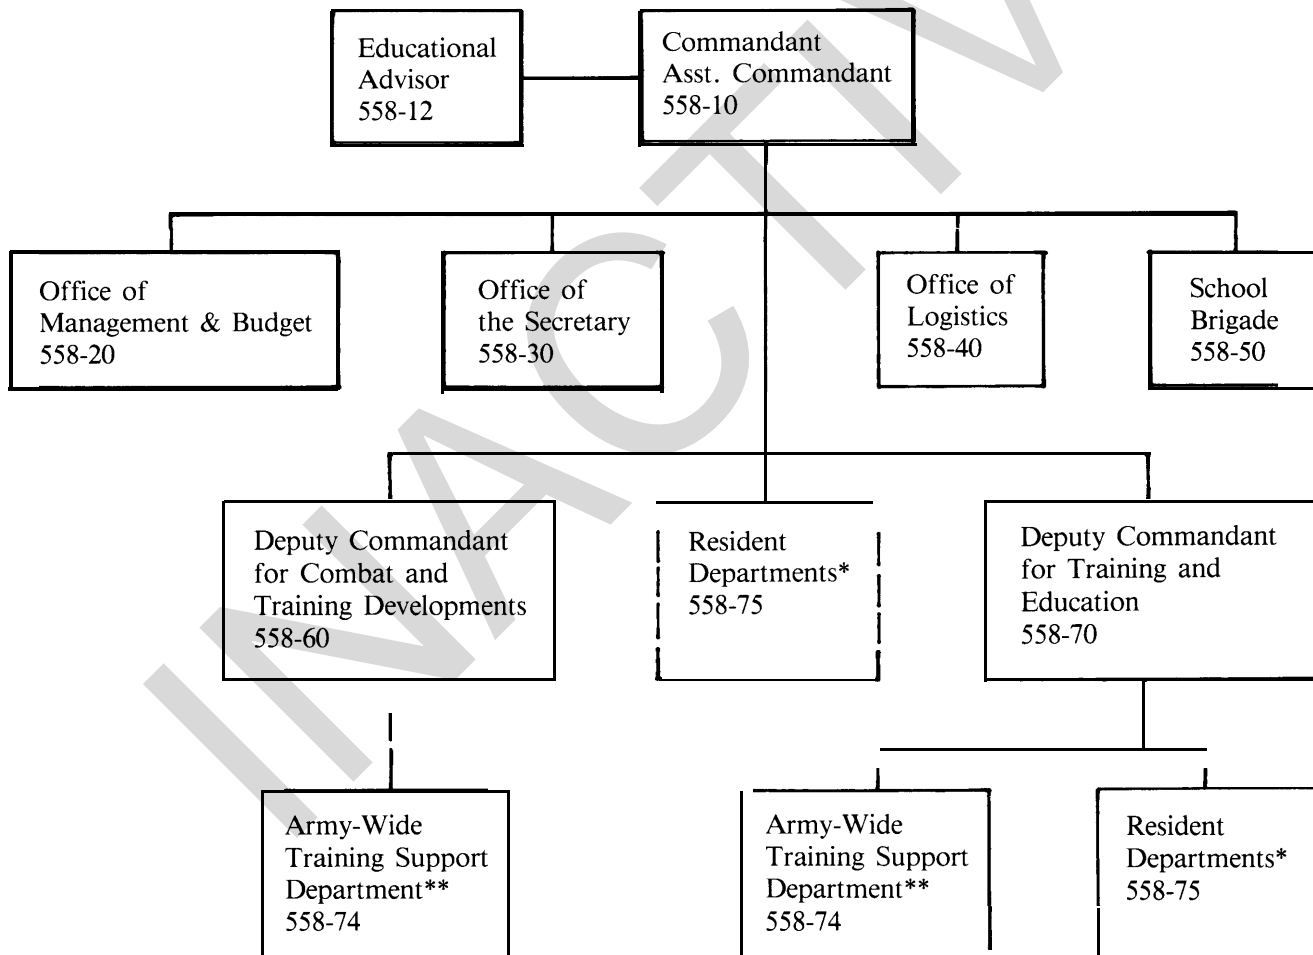 Educational
Advisor
558-12
Commandant
Asst. Commandant
558-10
Office of
Management & Budget
558-20
Office of
the Secretary
558-30
Office of
Logistics
558-40
School
Brigade
558-50
Deputy Commandant
for Combat and
Training Developments
558-60
Resident
Departments*
558-75
Deputy Commandant
for Training and
Education
558-70
Army-Wide
Training Support
Department**
558-74
Army-Wide
Training Support
Department**
558-74
Resident
Departments*
558-75
INACTIV